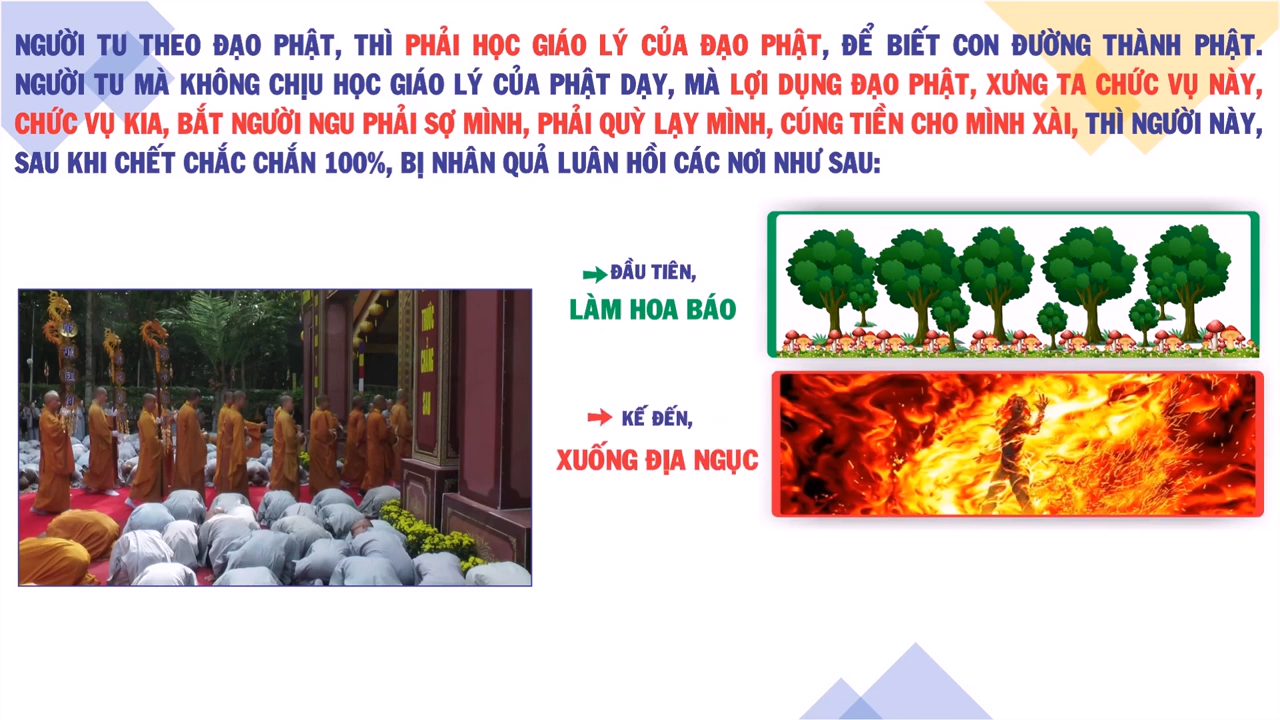 NGƯỜI TU THEO ĐẠO PHẬT, THÌ PHẢI HỌC GIÁO LÝ CỦA ĐẠO PHẬT, ĐỂ BIẾT CON ĐƯỜNG THÀNH PHẬT.
NGƯỜI TU MÀ KHÔNG CHỊU HỌC GIÁO LÝ CỦA PHẬT DẠY, MÀ LỢI DỤNG ĐẠO PHẬT, XƯNG TA CHỨC VỤ NÀY,
CHỨC VỤ KIA, BẮT NGƯỜI NGU PHẢI SỢ MÌNH, PHẢI QUỲ LẠY MÌNH, CÚNG TIỀN CHO MÌNH XÀI, THÌ NGƯỜI NÀY,
SAU KHI CHẾT CHẮC CHẮN 100%, BỊ NHÂN QUẢ LUÂN HỒI CÁC NƠI NHƯ SAU:
ĐẦU TIÊN,
LÀM HOA BÁO
KẾ ĐẾN,
XUỐNG ĐỊA NGỤC
TRƯỚC
CHẲNG
SAU